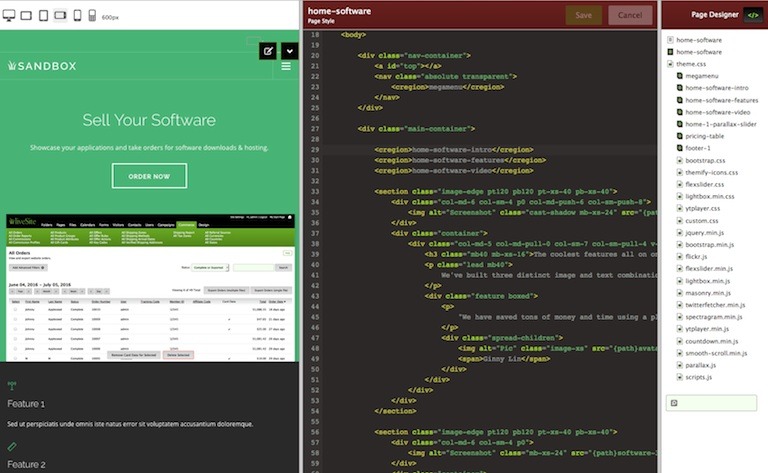 600px
SANDBOX
Sell Your Software
Showcase your applications and take orders for software downloads & hosting.
ORDER NOW
liveSite
Folders Pages Files Calendars Forms Visitors Contacts Users Campaigns Commerce Design
All Orders
June 04, 2016 — July 05, 2016
Feature 1
Sed ut perspiciatis unde omnis iste natus error sit voluptatem accusantium doloremque.
Feature 2
home-software
Page Style
Save
Cancel
18 <body>
19
20 <div class="nav-container">
21 <a id="top"></a>
22 <nav class="absolute transparent">
23 <cregion>megamenu</cregion>
24 </nav>
25 </div>
26
27 <div class="main-container">
28
29 <cregion>home-software-intro</cregion>
30 <cregion>home-software-features</cregion>
31 <cregion>home-software-video</cregion>
32
33 <section class="image-edge pt120 pb120 pt-xs-40 pb-xs-40">
34 <div class="col-md-6 col-sm-4 p0 col-md-push-6 col-sm-push-8">
35 <img alt="Screenshot" class="cast-shadow mb-xs-24" src="{pat
36 </div>
37 <div class="container">
38 <div class="col-md-5 col-md-pull-0 col-sm-7 col-sm-pull-4 v-
39 <h3 class="mb40 mb-xs-16">The coolest features all on on
40 <p class="lead mb40">
41 We've built three distinct image and text combinatio
42 </p>
43 <div class="feature boxed">
44 <p>
45 "We have saved tons of money and time using a pl
46 </p>
47 <div class="spread-children">
48 <img alt="Pic" class="image-xs" src="{path}avata
49 <span>Ginny Lin</span>
50 </div>
51 </div>
52 </div>
53 </div>
54 </section>
55
56 <section class="image-edge pt120 pb120 pt-xs-40 pb-xs-40">
57 <div class="col-md-6 col-sm-4 p0">
58 <img alt="Screenshot" class="mb-xs-24" src="{path}software-2
59 </div>
Page Designer
</>
home-software
home-software
theme.css
megamenu
home-software-intro
home-software-features
home-software-video
home-1-parallax-slider
pricing-table
footer-1
bootstrap.css
themify-icons.css
flexslider.css
lightbox.min.css
ytplayer.css
custom.css
jquery.min.js
bootstrap.min.js
flickr.js
flexslider.min.js
lightbox.min.js
masonry.min.js
twitterfetcher.min.js
spectragram.min.js
ytplayer.min.js
countdown.min.js
smooth-scroll.min.js
parallax.js
scripts.js